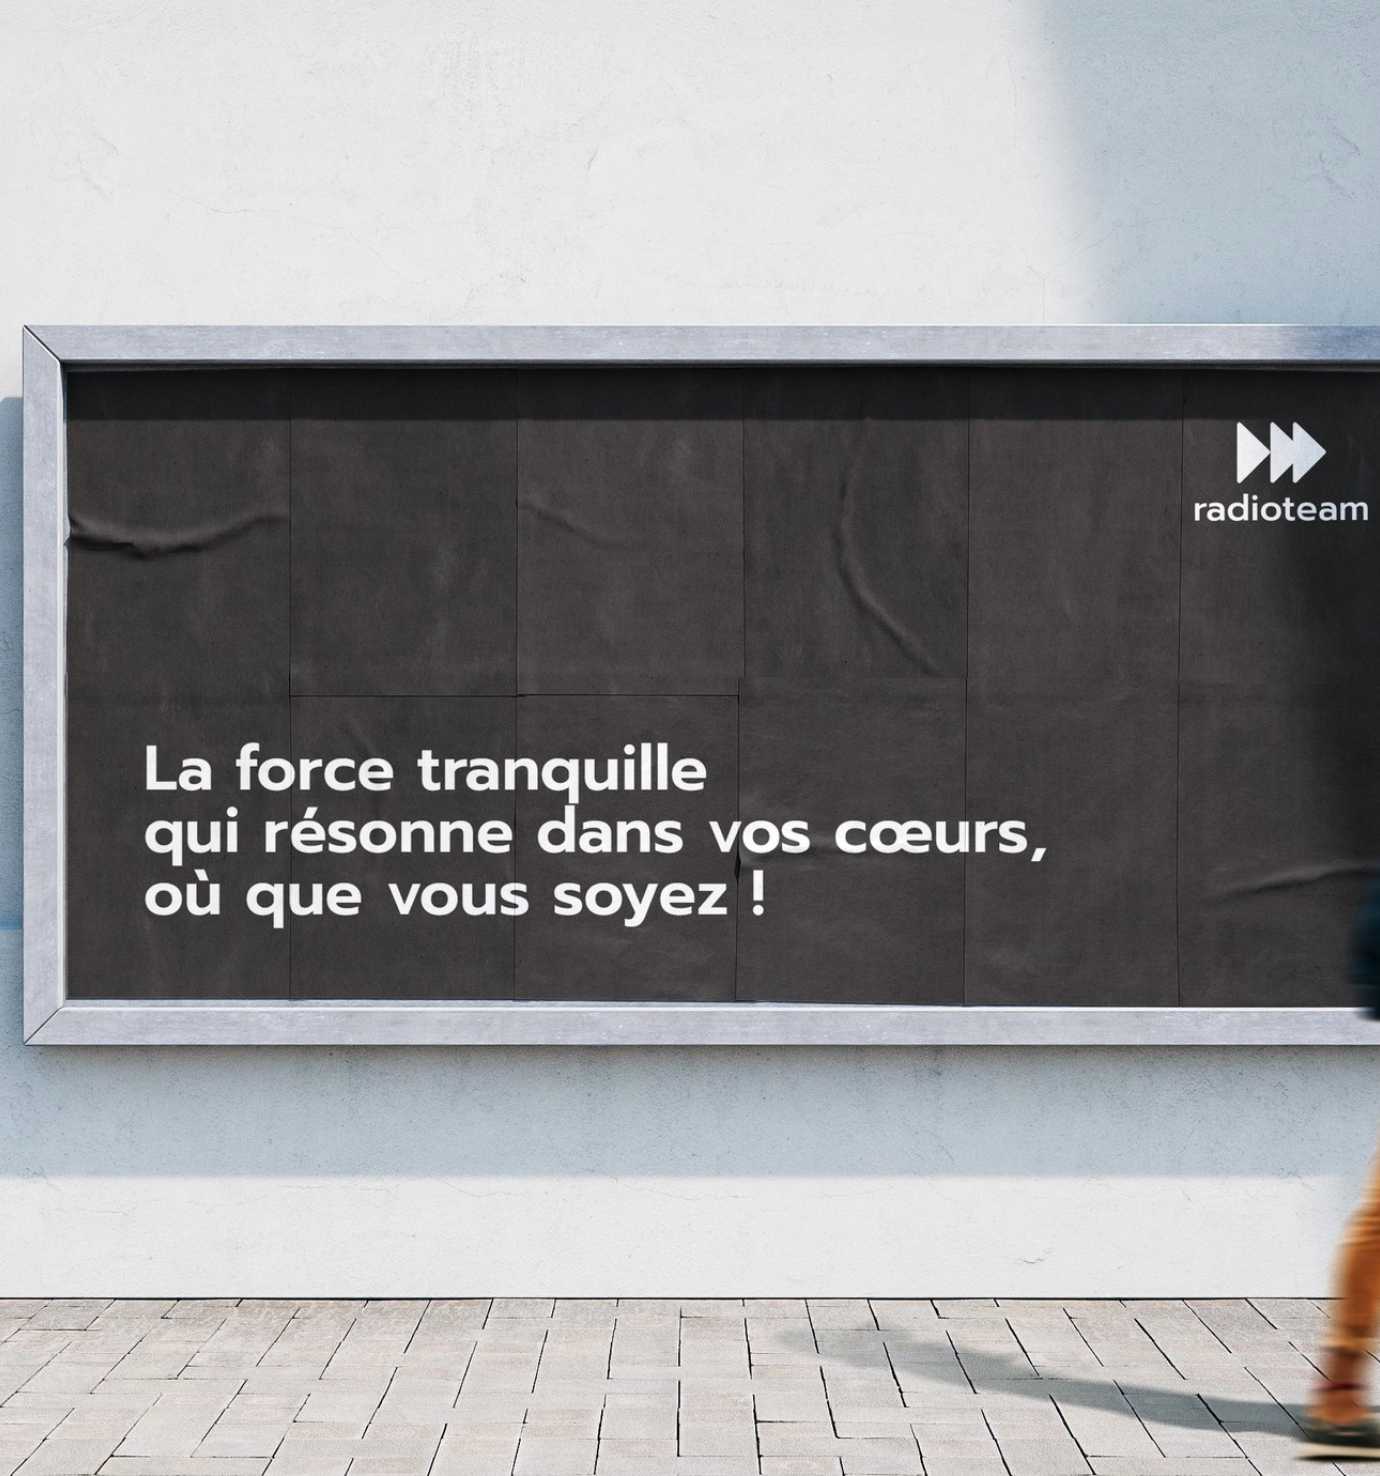 radioteam
La force tranquille
qui résonne dans vos cœurs,
où que vous soyez !